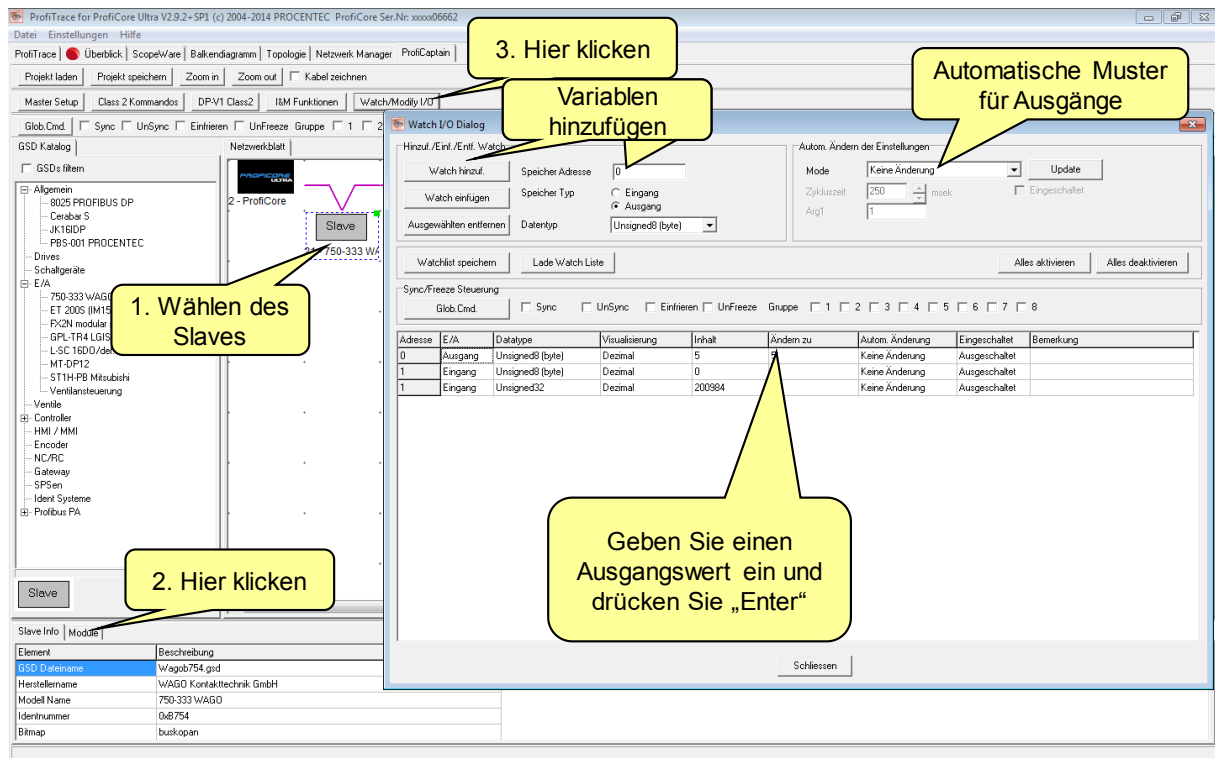 ProfiTrace for ProfiCore Ultra V2.9.2+SP1 (c) 2004-2014 PROCENTEC ProfiCore Ser.Nr: xxxxx06662
Datei Einstellungen Hilfe
ProfiTrace Überblick ScopeWare Balkendiagramm Topologie Netzwerk Manager ProfiCaptain
3. Hier klicken
Projekt laden Projekt speichern Zoom in Zoom out Kabel zeichnen
Automatische Muster
für Ausgänge
Master Setup Class 2 Kommandos DP-V1 Class2 I&M Funktionen Watch/Modify I/O
Variablen
hinzufügen
Glob.Cmd. Sync UnSync Einfrieren UnFreeze Gruppe 1 2
GSD Katalog
Netzwerkblatt
GSDs filtern
Allgemein
8025 PROFIBUS DP
Cerabar S
JK16IDP
PBS-001 PROCENTEC
Drives
Schaltgeräte
E/A
750-333 WAGO
ET 200S (IM15
FX2N modular
GPL-TR4 LGIS
L-SC 16DO/de
MT-DP12
ST1H-PB Mitsubishi
Ventilansteuerung
Ventile
Controller
HMI / MMI
Encoder
NC/RC
Gateway
SPSen
Ident Systeme
Profibus PA
PROFICORE
ULTRA
2 - ProfiCore
Slave
750-333 WA
1. Wählen des
Slaves
Slave
2. Hier klicken
Slave Info Module
Element Beschreibung
GSD Dateiname Wagob754.gsd
Herstellername WAGO Kontakttechnik GmbH
Modell Name 750-333 WAGO
Identnummer 0xB754
Bitmap buskopan
Watch I/O Dialog
Hinzuf./Einf./Entf. Watch
Watch hinzuf. Speicher Adresse 0
Watch einfügen Speicher Typ Eingang
Ausgang
Ausgewählten entfernen Datentyp Unsigned8 (byte)
Autom. Ändern der Einstellungen
Mode Keine Änderung Update
Zykluszeit 250 msek. Eingeschaltet
Arg1 1
Watchlist speichern Lade Watch Liste Alles aktivieren Alles deaktivieren
Sync/Freeze Steuerung
Glob.Cmd. Sync UnSync Einfrieren UnFreeze Gruppe 1 2 3 4 5 6 7 8
Adresse E/A Datatype Visualisierung Inhalt Ändern zu Autom. Änderung Eingeschaltet Bemerkung
0 Ausgang Unsigned8 (byte) Dezimal 5 5 Keine Änderung Ausgeschaltet
1 Eingang Unsigned8 (byte) Dezimal 0 Keine Änderung Ausgeschaltet
1 Eingang Unsigned32 Dezimal 200984 Keine Änderung Ausgeschaltet
Geben Sie einen
Ausgangswert ein und
drücken Sie „Enter“
Schliessen